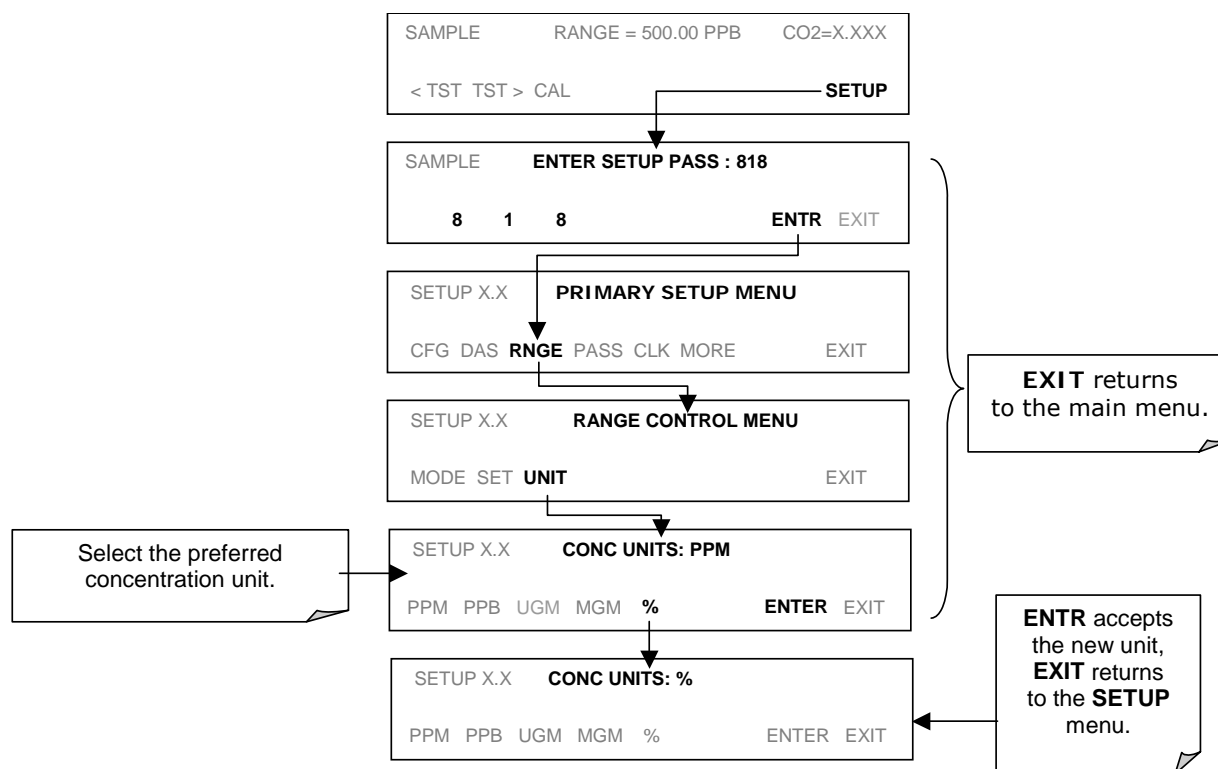 SAMPLE RANGE = 500.00 PPB CO2=X.XXX
< TST TST > CAL SETUP
SAMPLE ENTER SETUP PASS : 818
8 1 8 ENTR EXIT
SETUP X.X PRIMARY SETUP MENU
CFG DAS RNGE PASS CLK MORE EXIT
EXIT returns
to the main menu.
SETUP X.X RANGE CONTROL MENU
MODE SET UNIT EXIT
Select the preferred
concentration unit.
SETUP X.X CONC UNITS: PPM
PPM PPB UGM MGM % ENTER EXIT
ENTR accepts
the new unit,
EXIT returns
to the SETUP
menu.
SETUP X.X CONC UNITS: %
PPM PPB UGM MGM % ENTER EXIT